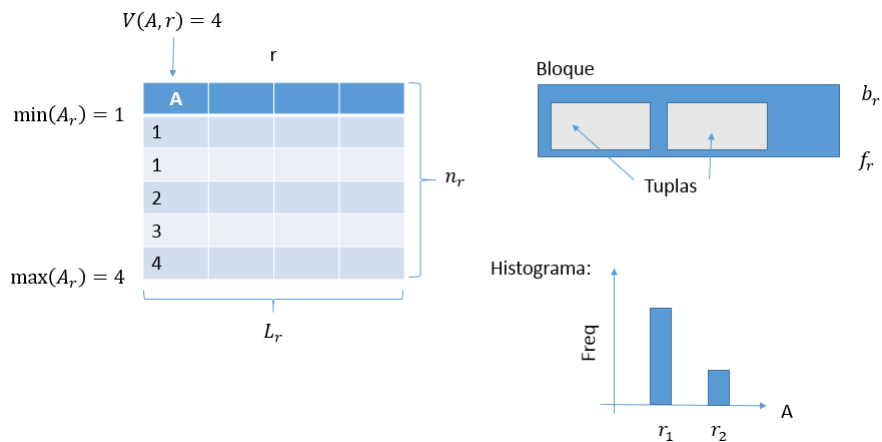 V(A, r) = 4
r
A
min(A_r) = 1
1
1
2
3
4
max(A_r) = 4
n_r
L_r
Bloque
b_r
f_r
Tuplas
Histograma:
Freq
r_1
r_2
A